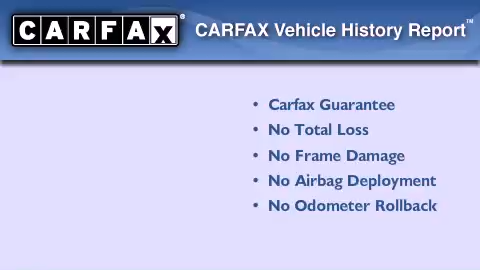 CARFAX® CARFAX Vehicle History Report™
• Carfax Guarantee
• No Total Loss
• No Frame Damage
• No Airbag Deployment
• No Odometer Rollback